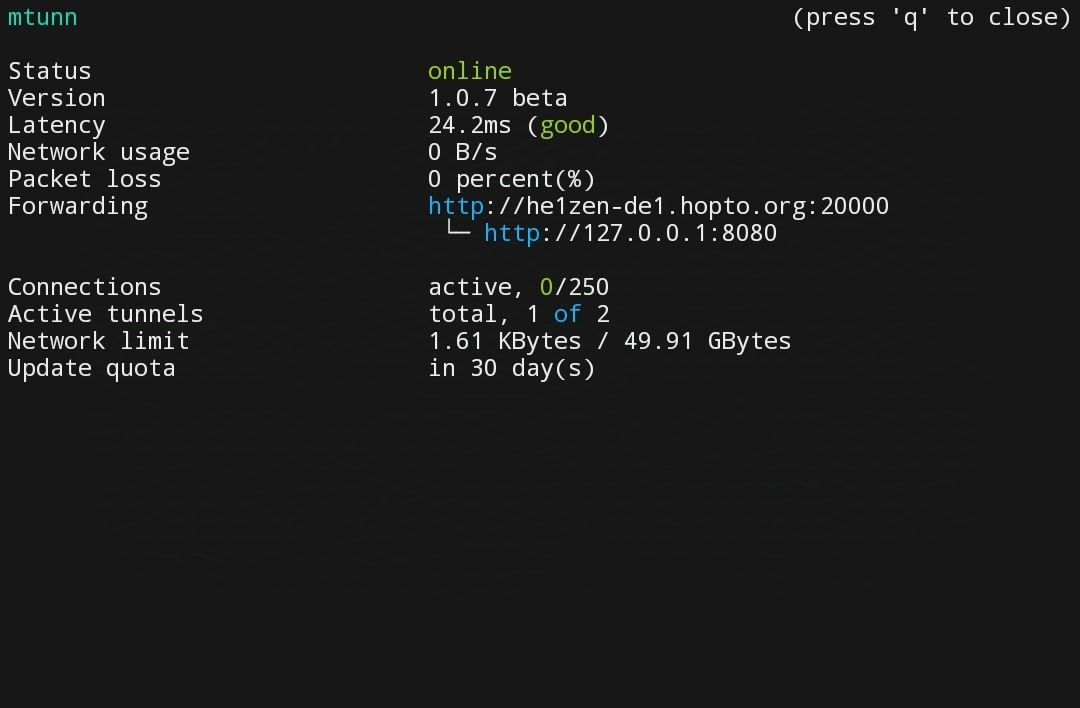 mtunn (press 'q' to close)
Status online
Version 1.0.7 beta
Latency 24.2ms (good)
Network usage 0 B/s
Packet loss 0 percent(%)
Forwarding http://he1zen-de1.hopto.org:20000
└─ http://127.0.0.1:8080
Connections active, 0/250
Active tunnels total, 1 of 2
Network limit 1.61 KBytes / 49.91 GBytes
Update quota in 30 day(s)